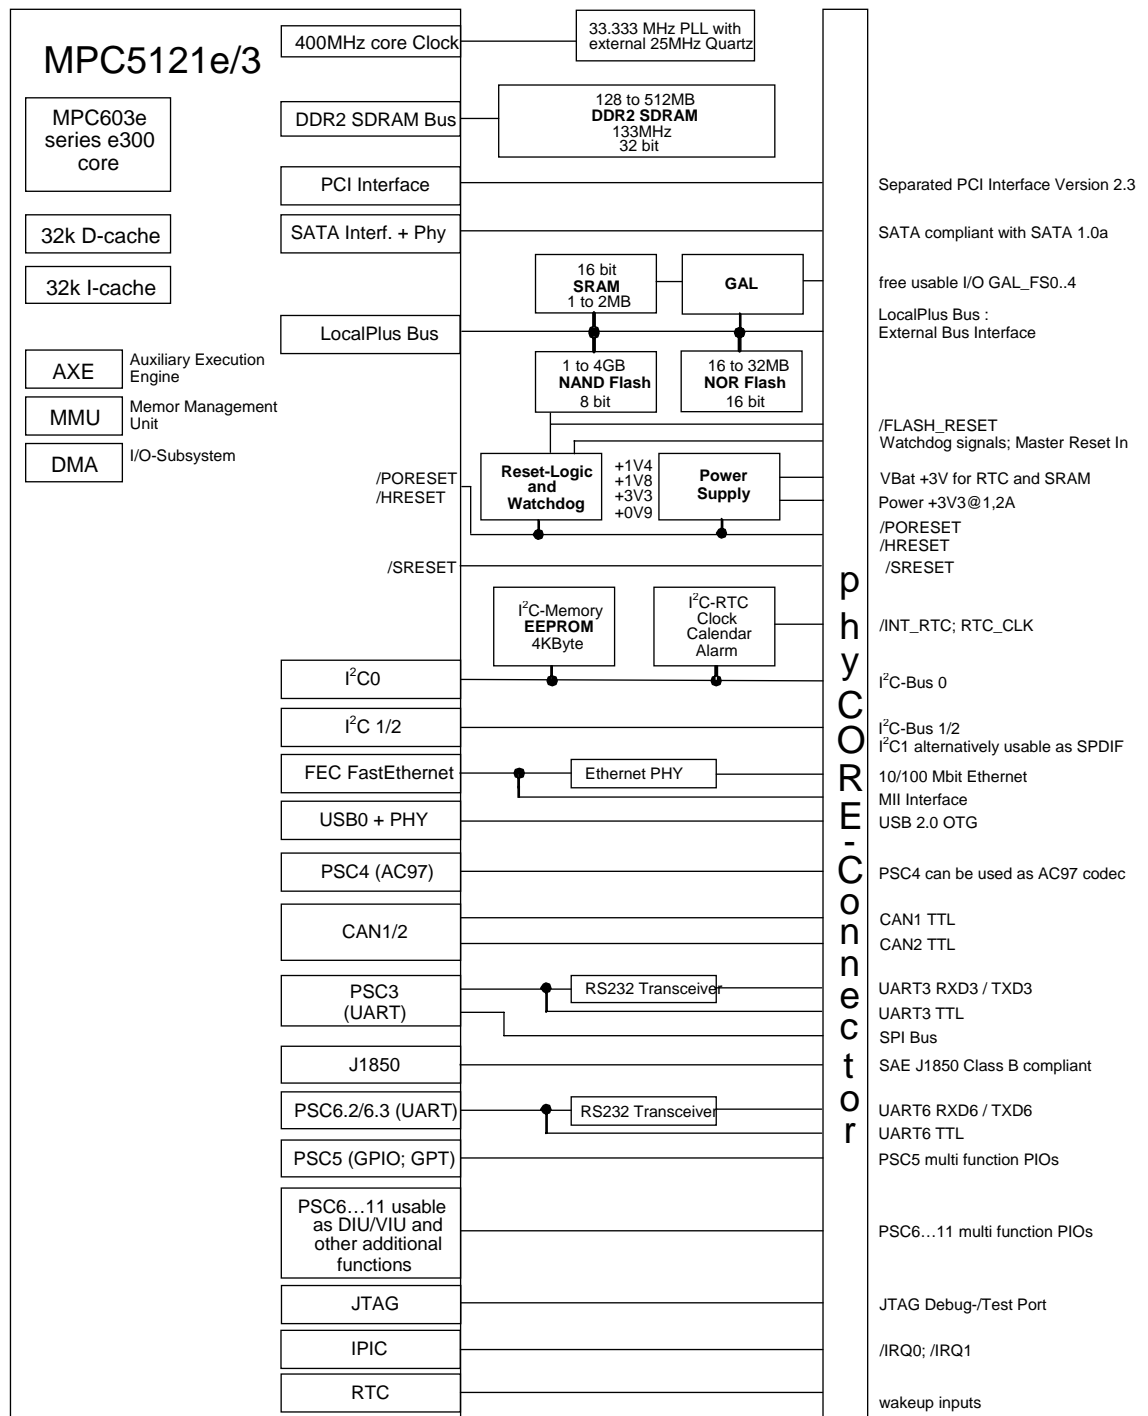 MPC5121e/3
400MHz core Clock
33.333 MHz PLL with
external 25MHz Quartz
MPC603e
series e300
core
DDR2 SDRAM Bus
128 to 512MB
DDR2 SDRAM
133MHz
32 bit
PCI Interface
Separated PCI Interface Version 2.3
32k D-cache
SATA Interf. + Phy
SATA compliant with SATA 1.0a
32k I-cache
16 bit
SRAM
1 to 2MB
GAL
free usable I/O GAL_FS0..4
LocalPlus Bus
LocalPlus Bus :
External Bus Interface
AXE
Auxiliary Execution
Engine
1 to 4GB
NAND Flash
8 bit
16 to 32MB
NOR Flash
16 bit
MMU
Memor Management
Unit
/FLASH_RESET
Watchdog signals; Master Reset In
DMA
I/O-Subsystem
/PORESET
/HRESET
Reset-Logic
and
Watchdog
+1V4
+1V8
+3V3
+0V9
Power
Supply
VBat +3V for RTC and SRAM
Power +3V3@1,2A
/PORESET
/HRESET
/SRESET
/SRESET
phyCORE-Connector
I²C-Memory
EEPROM
4KByte
I²C-RTC
Clock
Calendar
Alarm
/INT_RTC; RTC_CLK
I²C0
I²C-Bus 0
I²C 1/2
I²C-Bus 1/2
I²C1 alternatively usable as SPDIF
FEC FastEthernet
Ethernet PHY
10/100 Mbit Ethernet
MII Interface
USB0 + PHY
USB 2.0 OTG
PSC4 (AC97)
PSC4 can be used as AC97 codec
CAN1/2
CAN1 TTL
CAN2 TTL
PSC3
(UART)
RS232 Transceiver
UART3 RXD3 / TXD3
UART3 TTL
SPI Bus
J1850
SAE J1850 Class B compliant
PSC6.2/6.3 (UART)
RS232 Transceiver
UART6 RXD6 / TXD6
UART6 TTL
PSC5 (GPIO; GPT)
PSC5 multi function PIOs
PSC6…11 usable
as DIU/VIU and
other additional
functions
PSC6…11 multi function PIOs
JTAG
JTAG Debug-/Test Port
IPIC
/IRQ0; /IRQ1
RTC
wakeup inputs